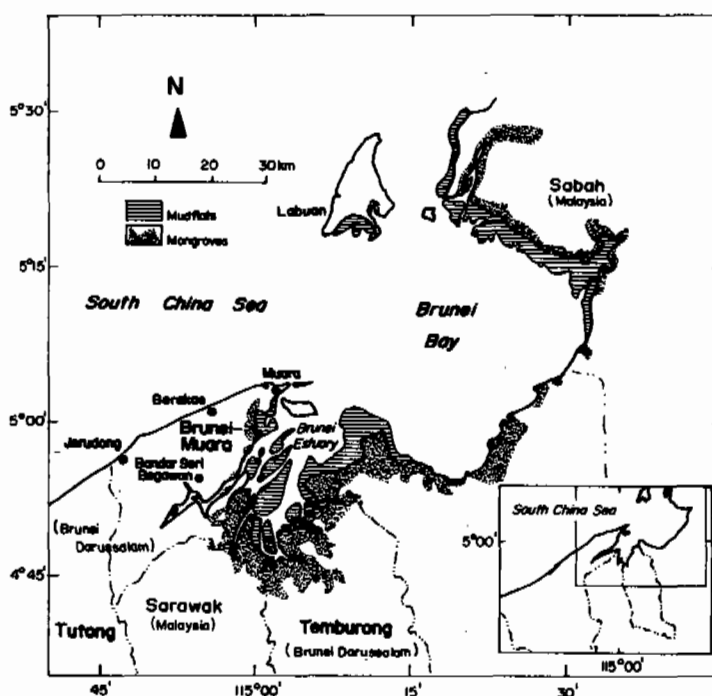 5°30'
5°15'
5°00'
4°45'
N
0 10 20 30 km
Mudflats
Mangroves
Labuan
Sabah
(Malaysia)
South China Sea
Brunei
Bay
Muara
Berakas
Brunei
Muara
Brunei
Estuary
Jerudong
Bandar Seri
Begawan
(Brunei
Darussalam)
Sarawak
(Malaysia)
Tutong
Temburong
(Brunei Darussalam)
South China Sea
5°00'
115°00'
45'
115°00'
15'
30'